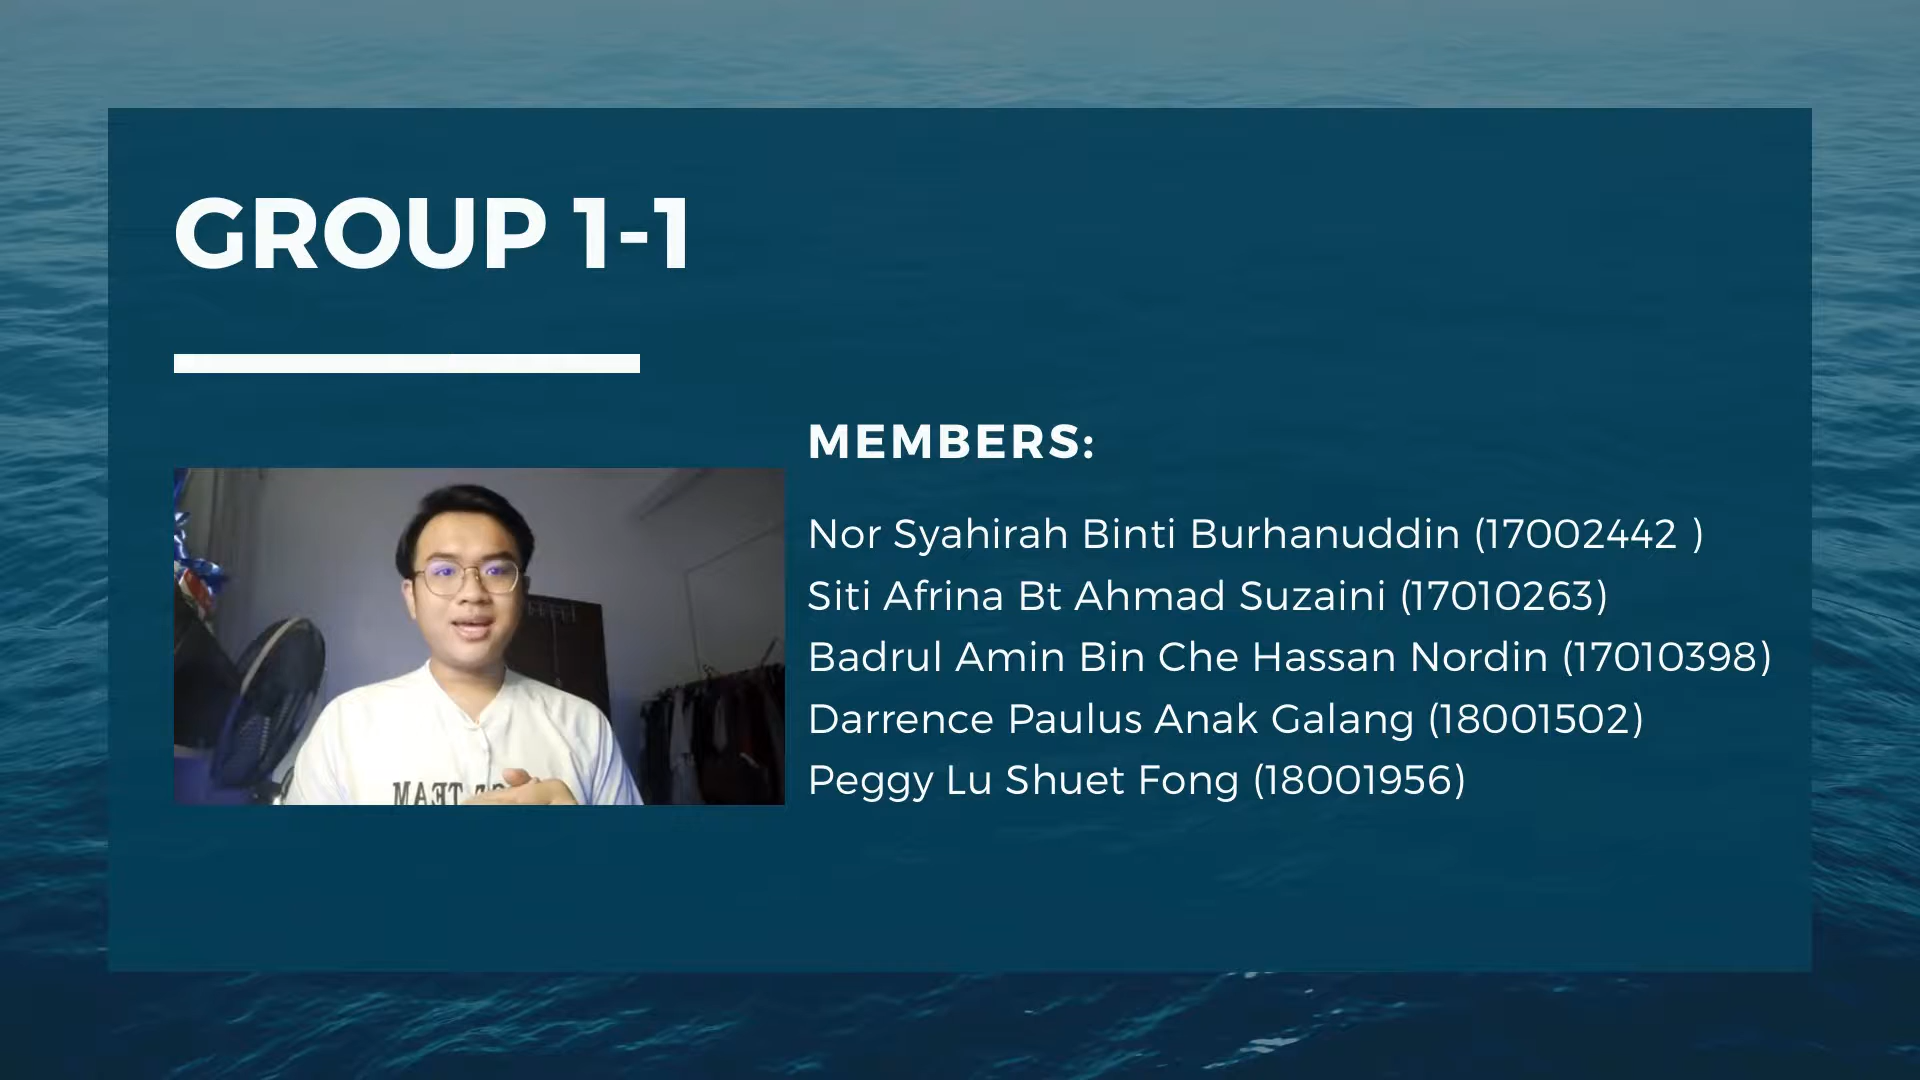 GROUP 1-1
MEMBERS:
Nor Syahirah Binti Burhanuddin (17002442 )
Siti Afrina Bt Ahmad Suzaini (17010263)
Badrul Amin Bin Che Hassan Nordin (17010398)
Darrence Paulus Anak Galang (18001502)
Peggy Lu Shuet Fong (18001956)